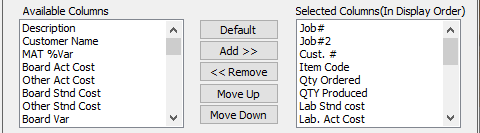 Available Columns
Description
Customer Name
MAT %Var
Board Act Cost
Other Act Cost
Board Stnd Cost
Other Stnd Cost
Board Var
Default
Add >>
<< Remove
Move Up
Move Down
Selected Columns(In Display Order)
Job#
Job#2
Cust. #
Item Code
Qty Ordered
QTY Produced
Lab Stnd cost
Lab. Act Cost